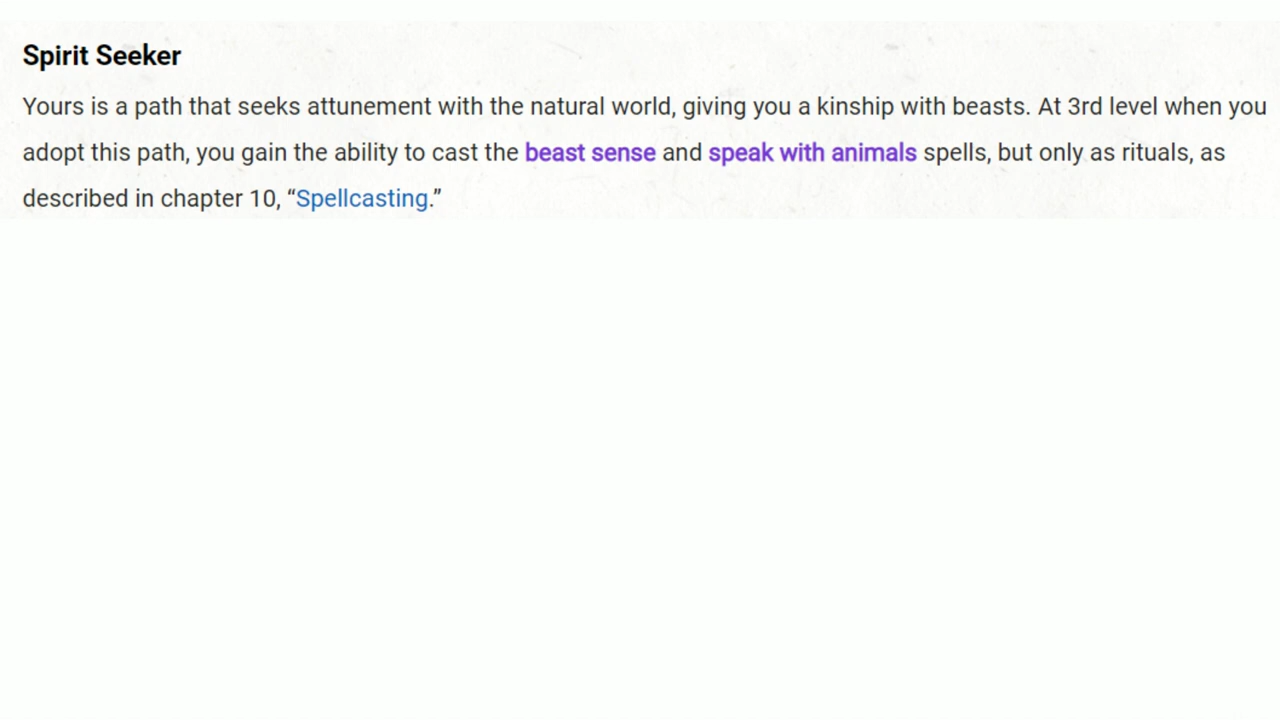 Spirit Seeker
Yours is a path that seeks attunement with the natural world, giving you a kinship with beasts. At 3rd level when you
adopt this path, you gain the ability to cast the beast sense and speak with animals spells, but only as rituals, as
described in chapter 10, “Spellcasting.”